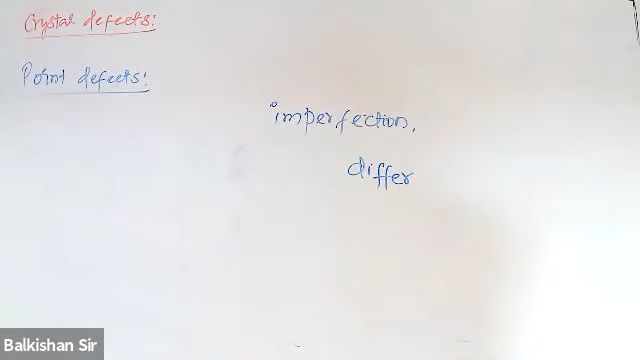 Crystal defects:
Point defects:
imperfection,
differ
Balkishan Sir